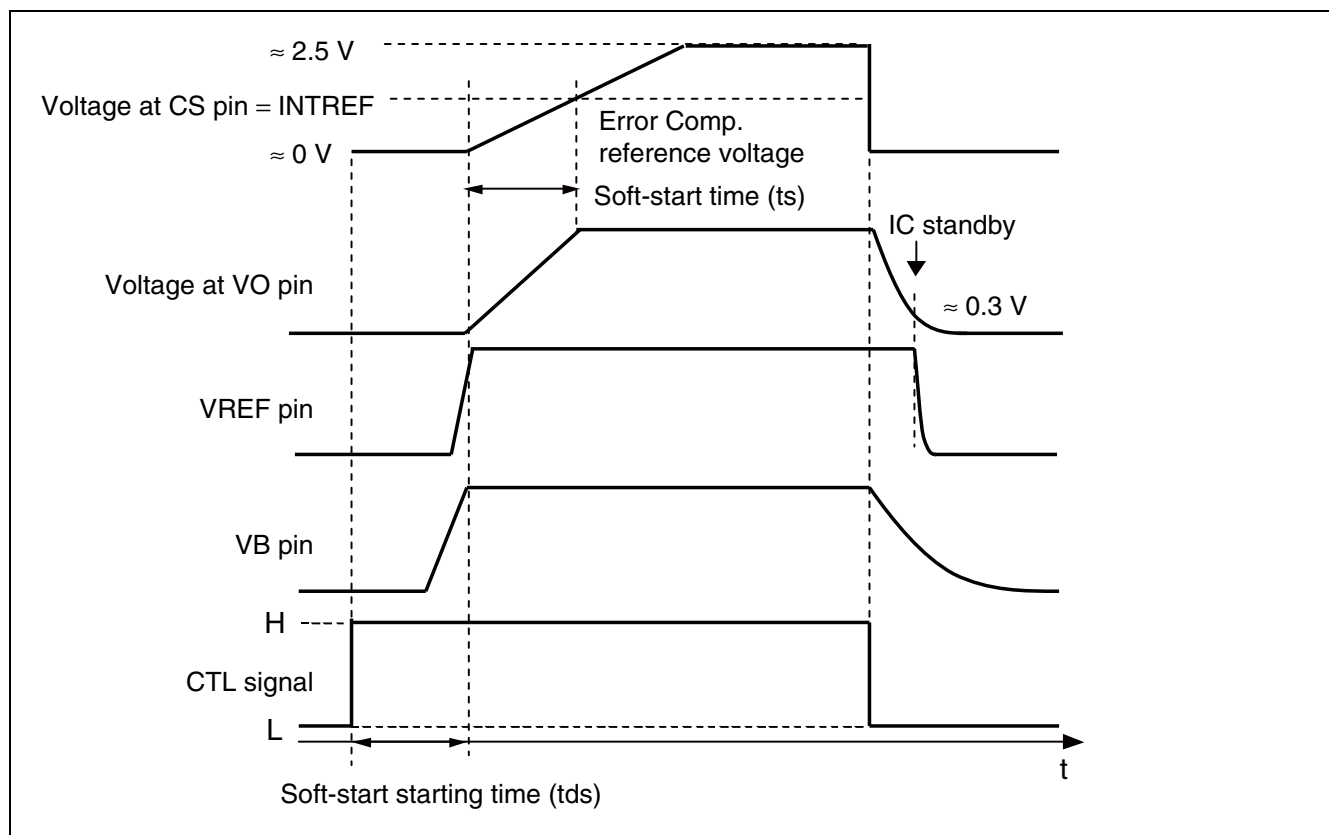 ≈ 2.5 V
Voltage at CS pin = INTREF
≈ 0 V
Error Comp.
reference voltage
Soft-start time (ts)
IC standby
Voltage at VO pin
≈ 0.3 V
VREF pin
VB pin
H
CTL signal
L
t
Soft-start starting time (tds)